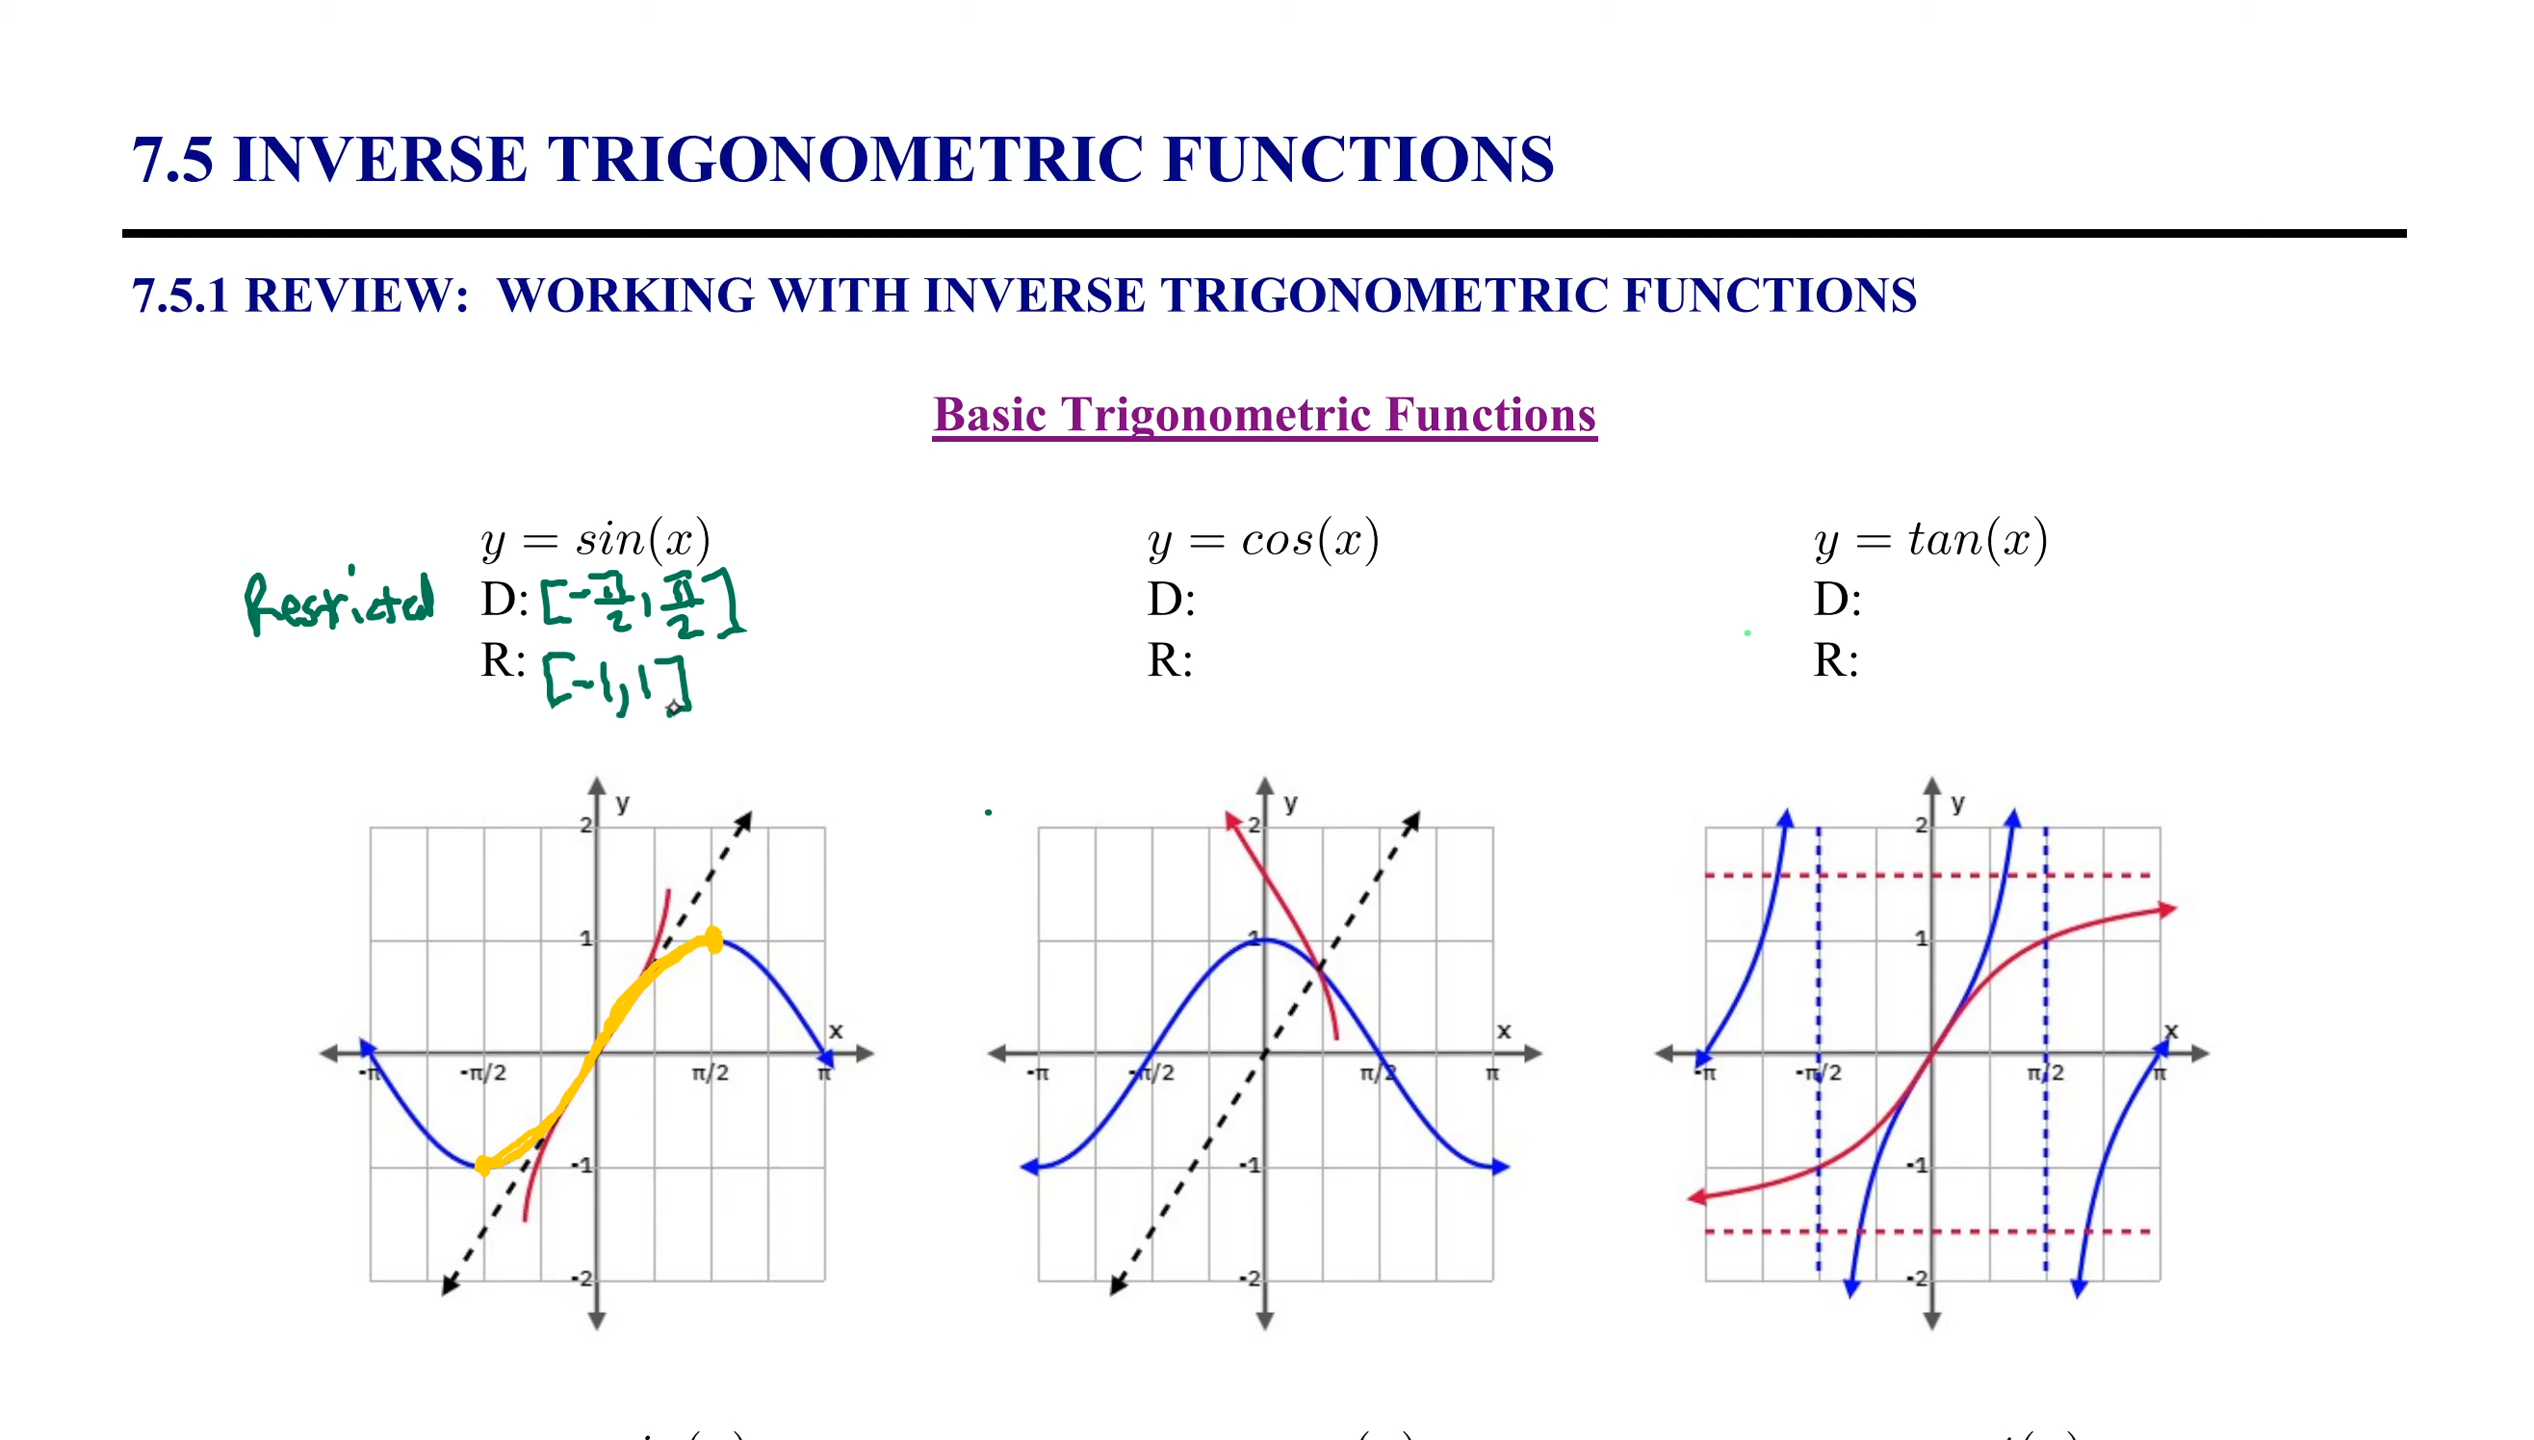 7.5 INVERSE TRIGONOMETRIC FUNCTIONS
7.5.1 REVIEW: WORKING WITH INVERSE TRIGONOMETRIC FUNCTIONS
Basic Trigonometric Functions
y = sin(x)
Restricted D: [-π/2, π/2]
R: [-1, 1]
y = cos(x)
D:
R:
y = tan(x)
D:
R:
y
2
1
x
-π -π/2 π/2 π
-1
-2
y
2
1
x
-π -π/2 π/2 π
-1
-2
y
2
1
x
-π -π/2 π/2 π
-1
-2